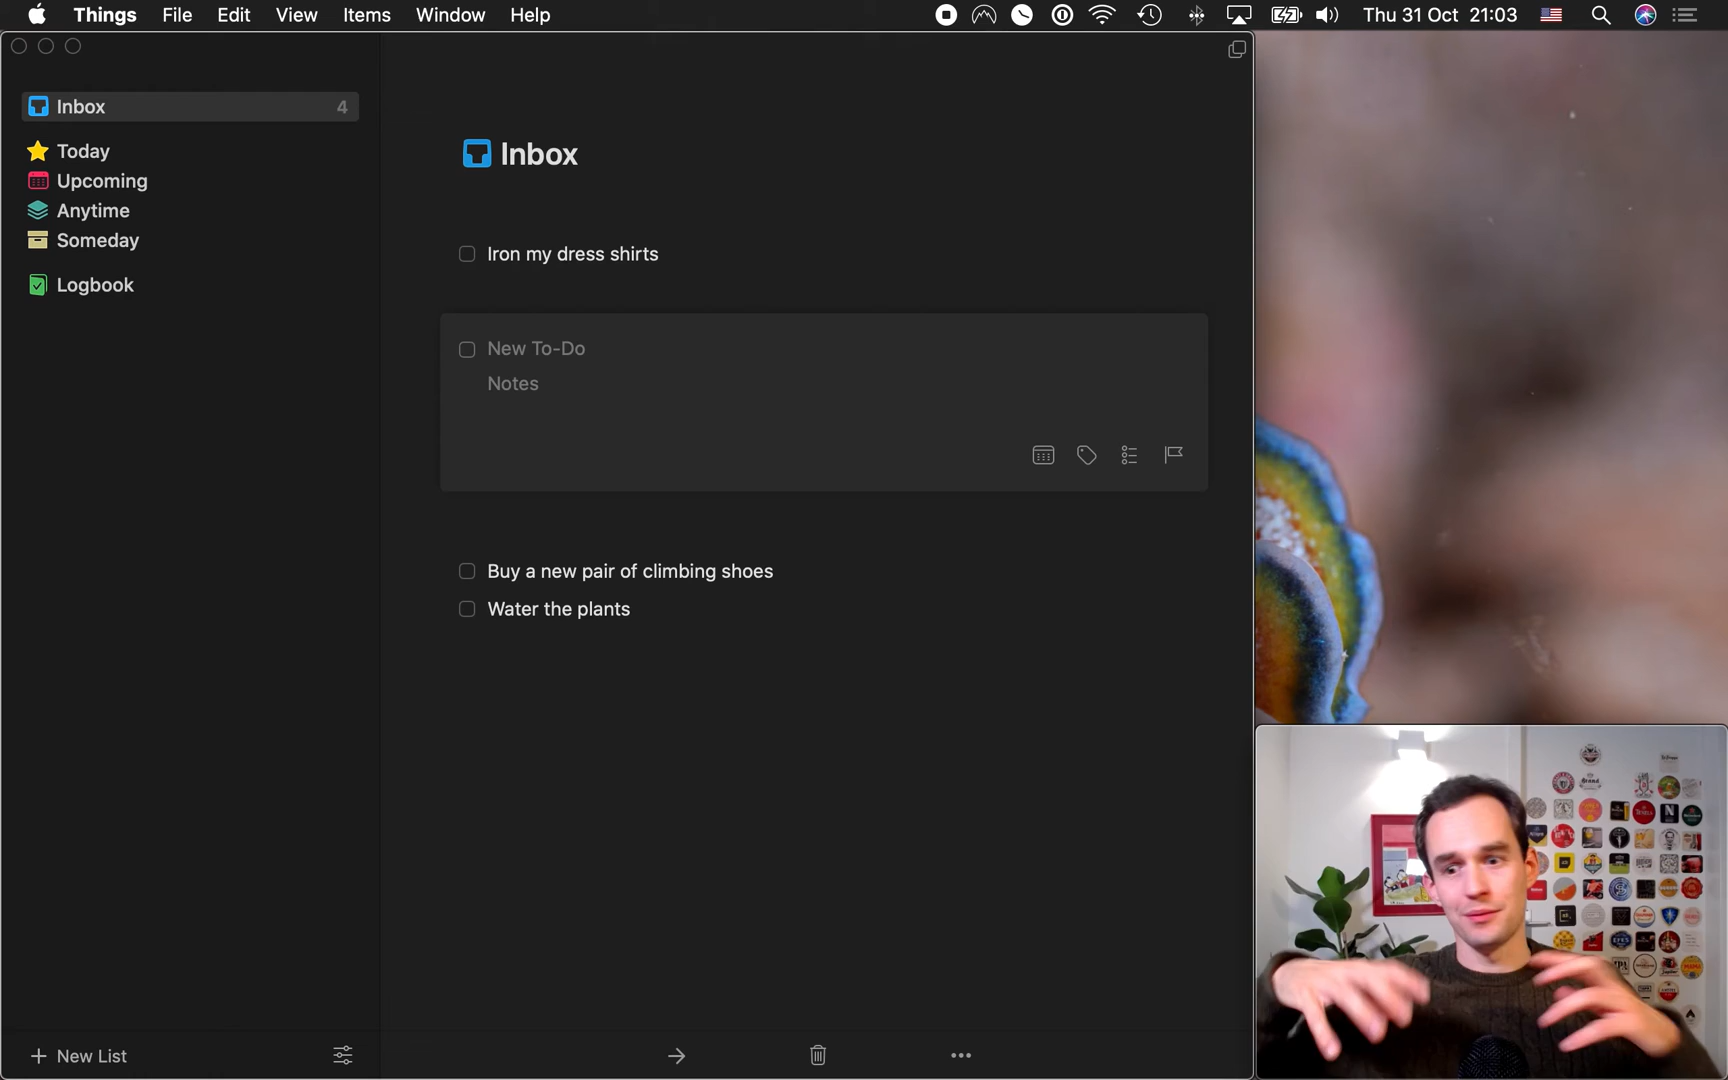 Things File Edit View Items Window Help Thu 31 Oct 21:03
Inbox 4
Today
Upcoming
Anytime
Someday
Logbook
Inbox
Iron my dress shirts
New To-Do
Notes
Buy a new pair of climbing shoes
Water the plants
New List